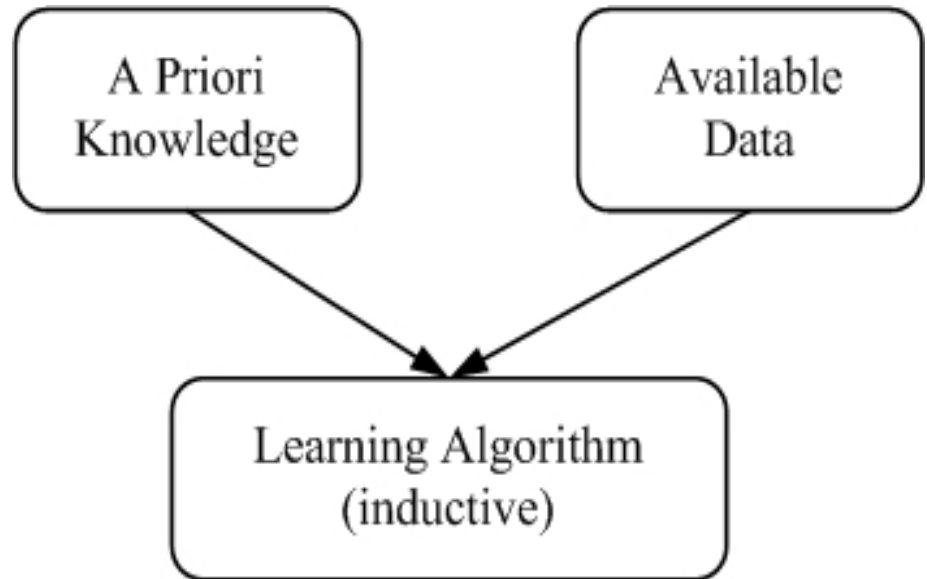 A Priori
Knowledge
Available
Data
Learning Algorithm
(inductive)